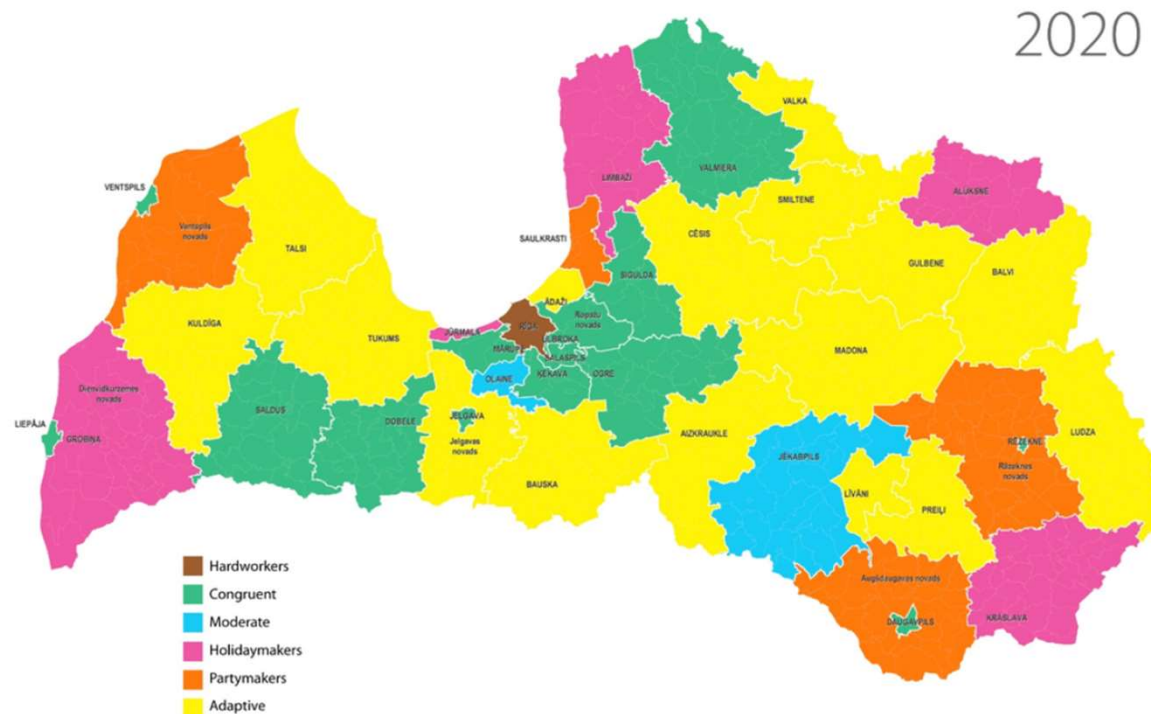 2020
VALKA
VALMIERA
LIMBAŽI
ALŪKSNE
VENTSPILS
Ventspils
novads
SMILTENE
SAULKRASTI
CĒSIS
TALSI
GULBENE
BALVI
SIGULDA
ĀDAŽI
Ropažu
novads
KULDĪGA
RĪGA
JŪRMALA
TUKUMS
ULBROKA
MĀRUPE
SALASPILS
MADONA
OLAINE
ĶEKAVA
OGRE
Dienvidkurzemes
novads
SALDUS
LIEPĀJA
DOBELE
JELGAVA
GROBIŅA
Jelgavas
novads
AIZKRAUKLE
LUDZA
RĒZEKNE
JĒKABPILS
Rēzeknes
novads
BAUSKA
LĪVĀNI
PREIĻI
Hardworkers
Augšdaugavas novads
Congruent
KRĀSLAVA
DAUGAVPILS
Moderate
Holidaymakers
Partymakers
Adaptive